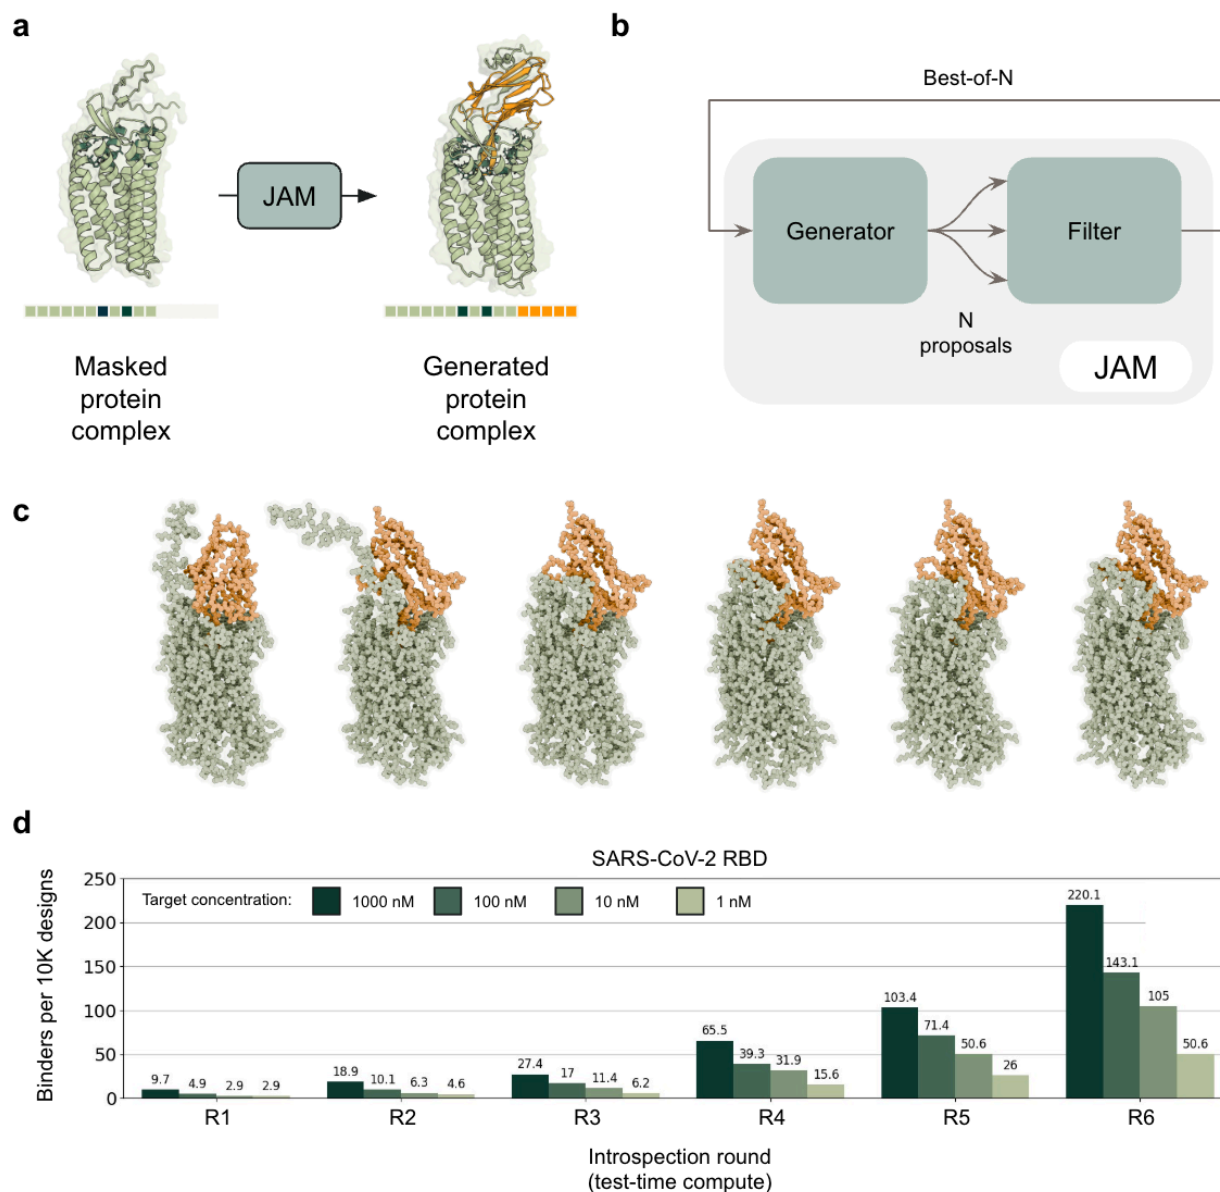 a
b
JAM
Masked
protein
complex
Generated
protein
complex
Best-of-N
Generator
Filter
N
proposals
JAM
c
d
SARS-CoV-2 RBD
Binders per 10K designs
250
200
150
100
50
0
Target concentration: 1000 nM 100 nM 10 nM 1 nM
9.7 4.9 2.9 2.9
18.9 10.1 6.3 4.6
27.4 17 11.4 6.2
65.5 39.3 31.9 15.6
103.4 71.4 50.6 26
220.1 143.1 105 50.6
R1 R2 R3 R4 R5 R6
Introspection round
(test-time compute)